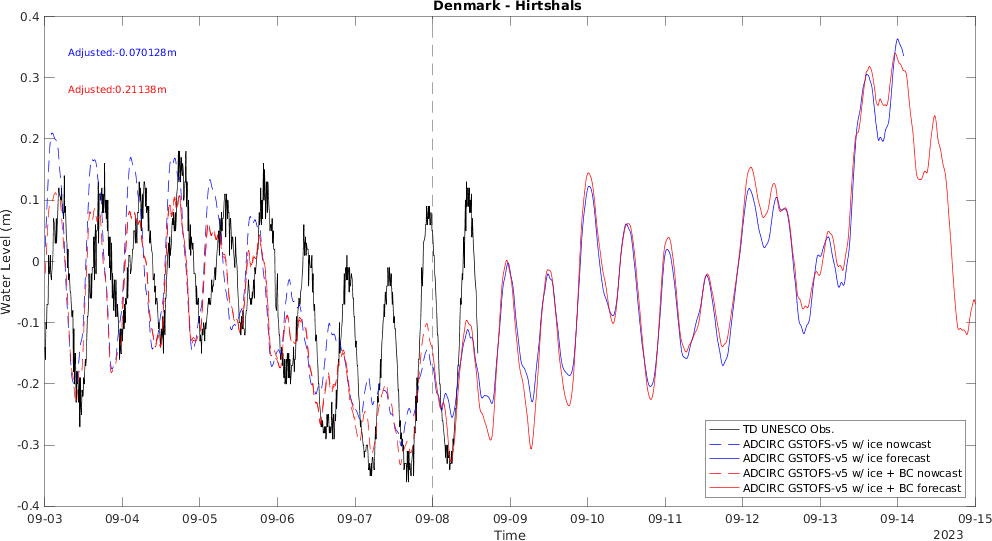 Denmark - Hirtshals
Adjusted:-0.070128m
Adjusted:0.21138m
Water Level (m)
0.4
0.3
0.2
0.1
0
-0.1
-0.2
-0.3
-0.4
TD UNESCO Obs.
ADCIRC GSTOFS-v5 w/ ice nowcast
ADCIRC GSTOFS-v5 w/ ice forecast
ADCIRC GSTOFS-v5 w/ ice + BC nowcast
ADCIRC GSTOFS-v5 w/ ice + BC forecast
09-03 09-04 09-05 09-06 09-07 09-08 09-09 09-10 09-11 09-12 09-13 09-14 09-15
Time
2023